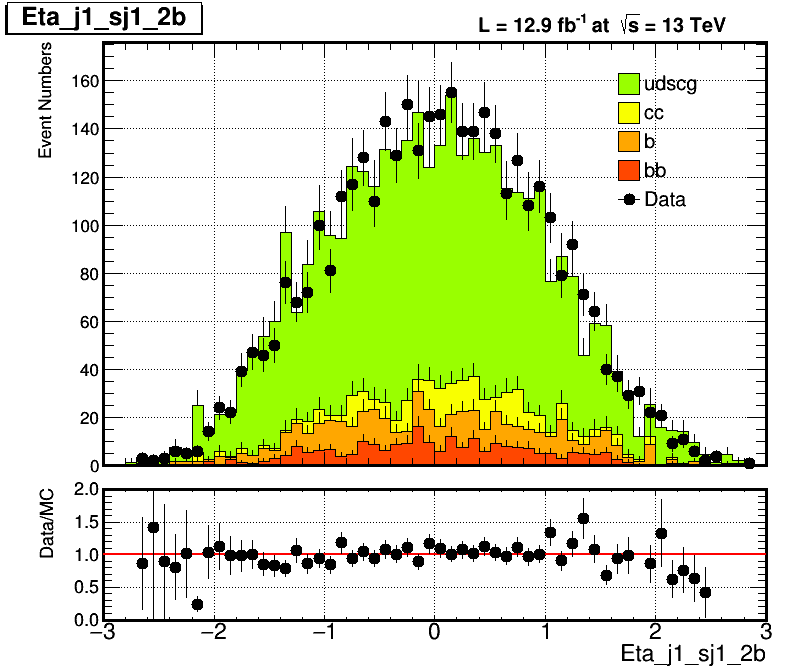 Eta_j1_sj1_2b
L = 12.9 fb⁻¹ at √s = 13 TeV
Event Numbers
160
140
120
100
80
60
40
20
0
udscg
cc
b
bb
Data
Data/MC
2.0
1.5
1.0
0.5
0.0
−3 −2 −1 0 1 2 3
Eta_j1_sj1_2b